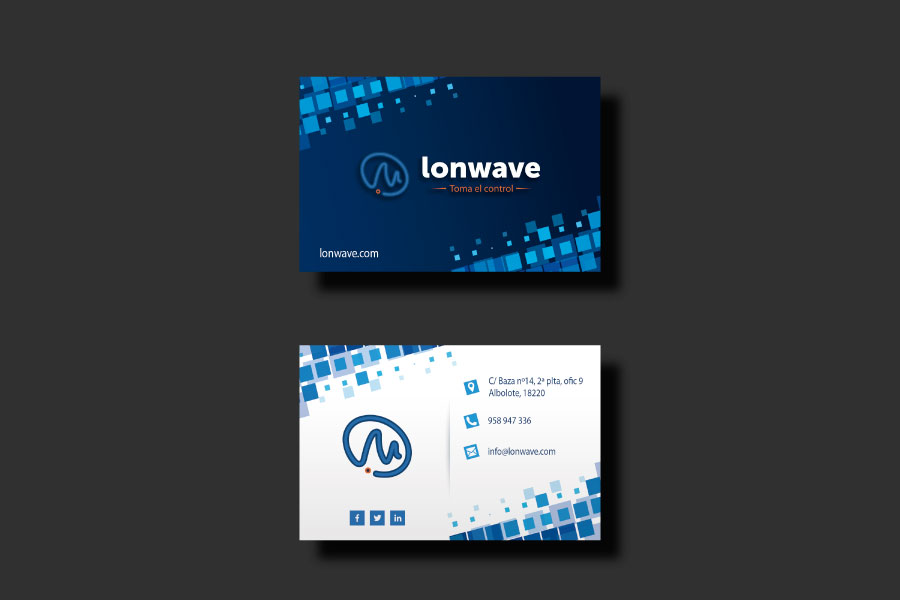 lonwave
Toma el control
lonwave.com
C/ Baza nº14, 2ª plta, ofic 9
Albolote, 18220
958 947 336
info@lonwave.com